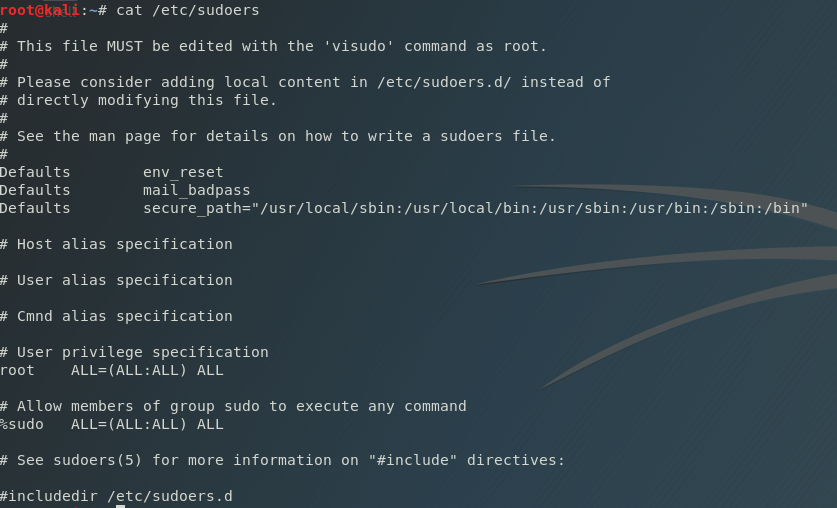 root@kali:~# cat /etc/sudoers
#
# This file MUST be edited with the 'visudo' command as root.
#
# Please consider adding local content in /etc/sudoers.d/ instead of
# directly modifying this file.
#
# See the man page for details on how to write a sudoers file.
#
Defaults        env_reset
Defaults        mail_badpass
Defaults        secure_path="/usr/local/sbin:/usr/local/bin:/usr/sbin:/usr/bin:/sbin:/bin"

# Host alias specification

# User alias specification

# Cmnd alias specification

# User privilege specification
root    ALL=(ALL:ALL) ALL

# Allow members of group sudo to execute any command
%sudo   ALL=(ALL:ALL) ALL

# See sudoers(5) for more information on "#include" directives:

#includedir /etc/sudoers.d